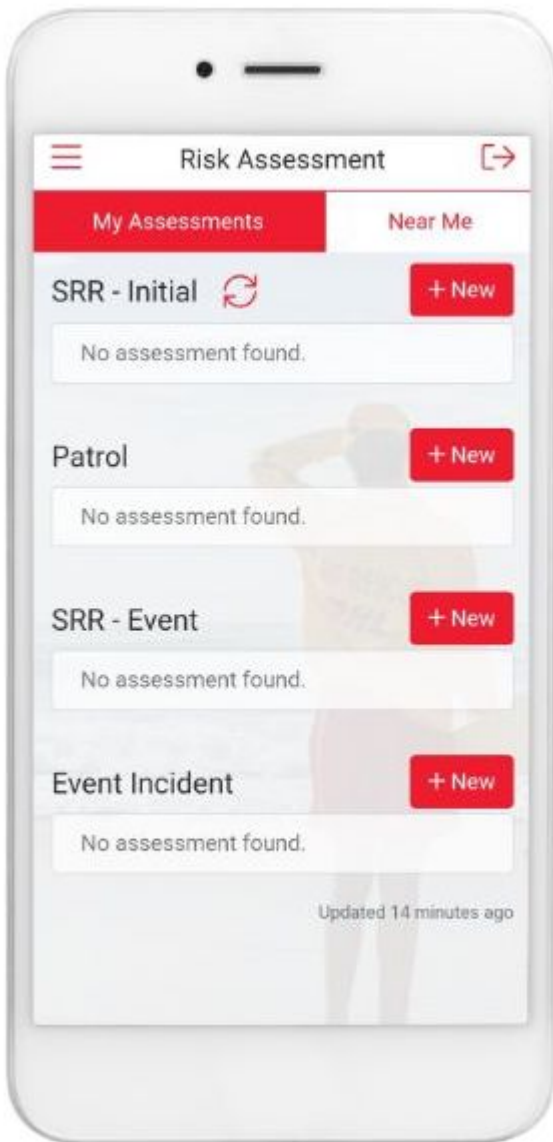 Risk Assessment
My Assessments Near Me
SRR - Initial + New
No assessment found.
Patrol + New
No assessment found.
SRR - Event + New
No assessment found.
Event Incident + New
No assessment found.
Updated 14 minutes ago